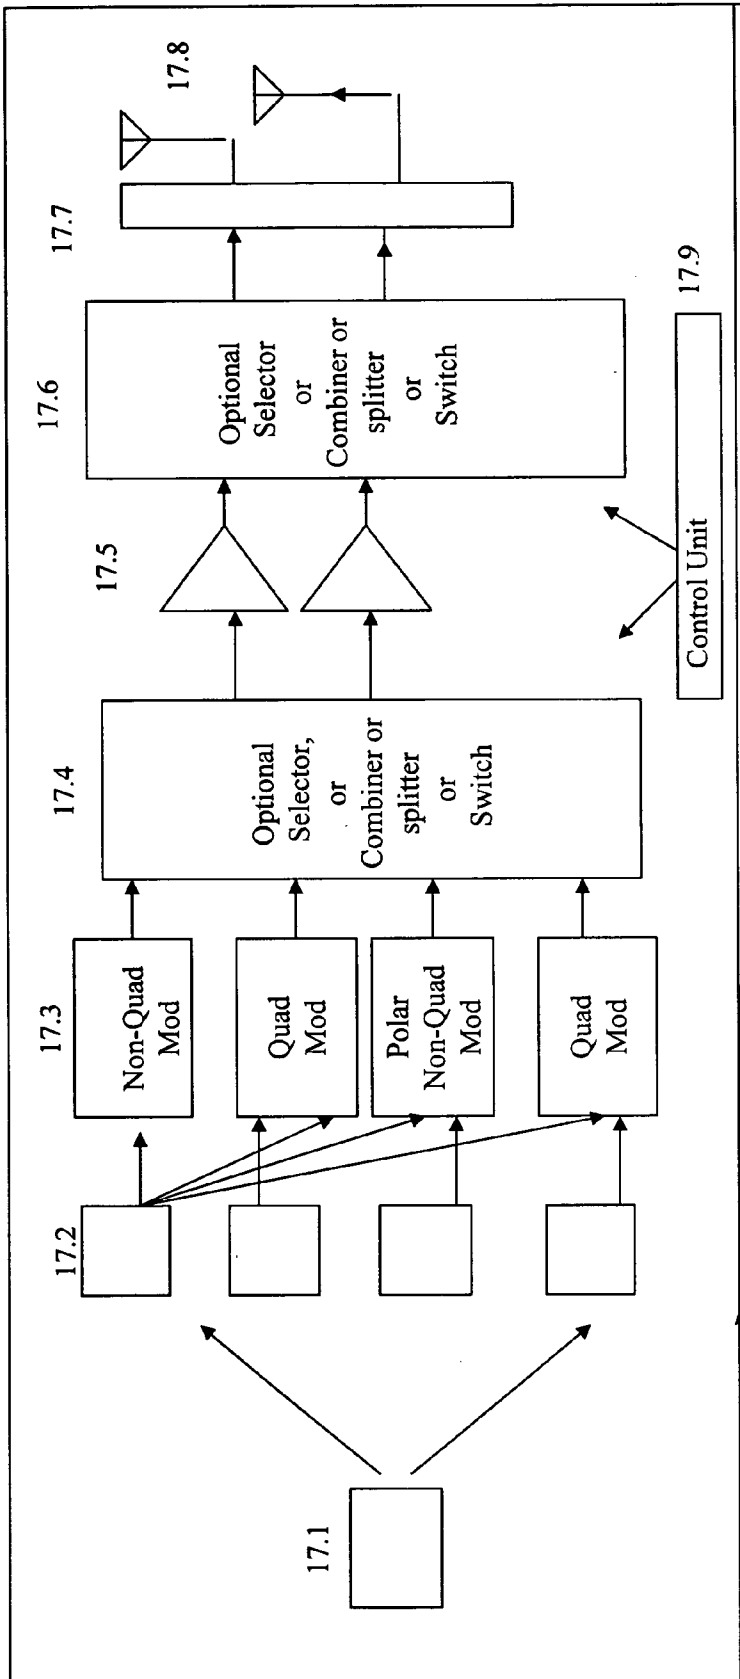 17.1
17.2
17.3
17.4
17.5
17.6
17.7
17.8
Non-Quad
Mod
Quad
Mod
Polar
Non-Quad
Mod
Quad
Mod
Optional
Selector,
or
Combiner or
splitter
or
Switch
Optional
Selector
or
Combiner or
splitter
or
Switch
Control Unit
17.9